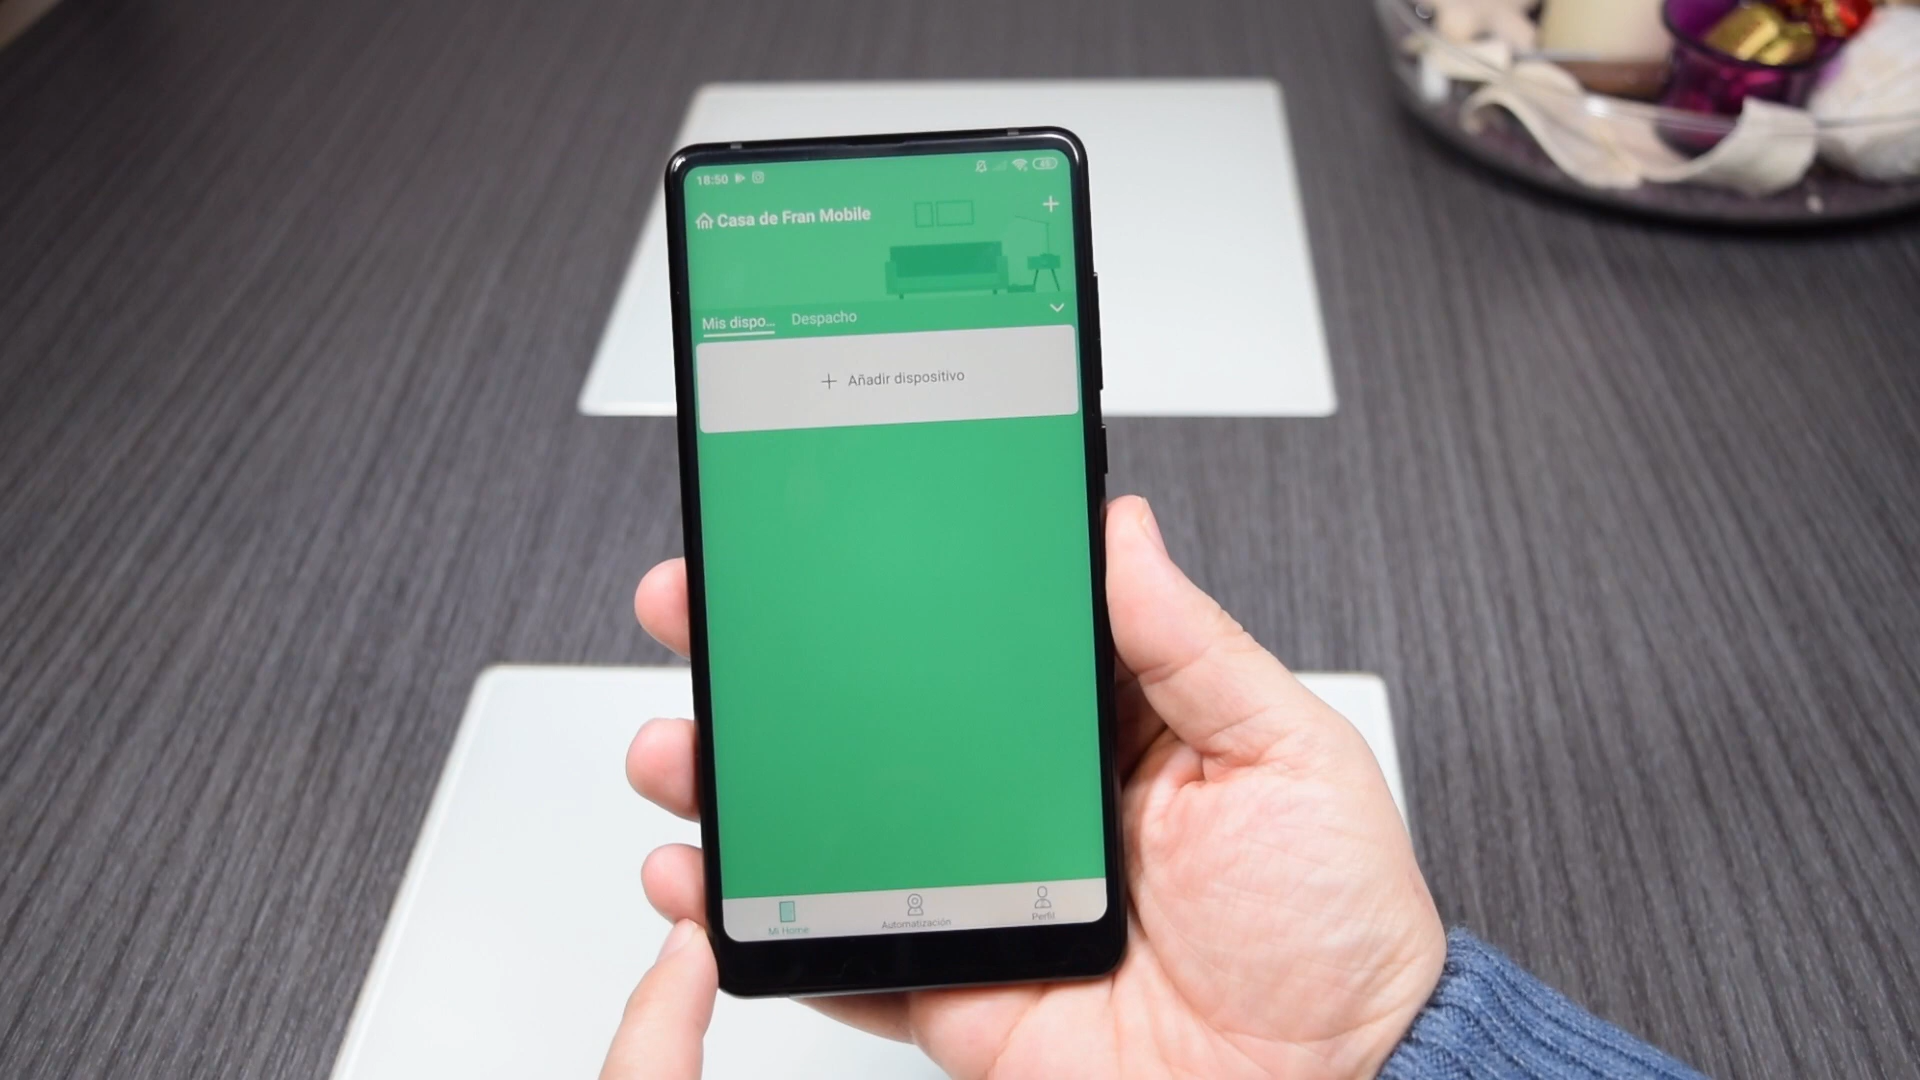 18:50
Casa de Fran Mobile
Mis dispo... Despacho
+ Añadir dispositivo
Mi Home Automatización Perfil